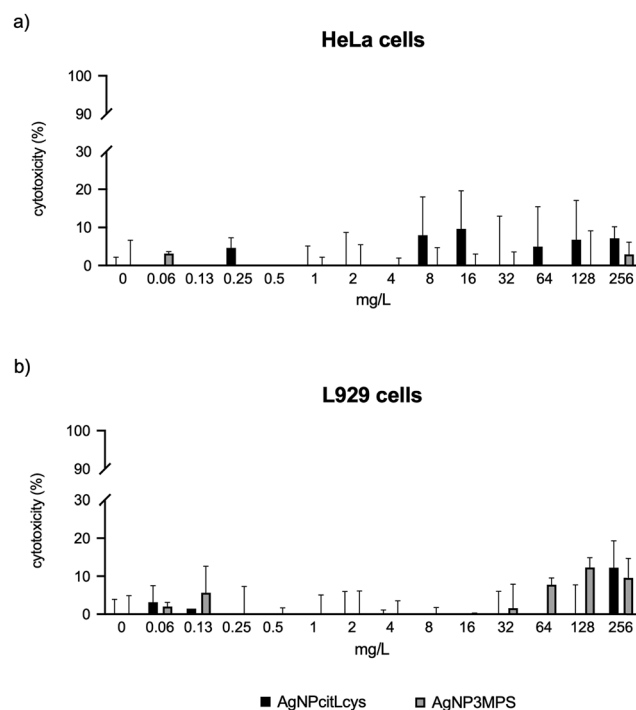 a)
HeLa cells
cytotoxicity (%)
100
90
30
20
10
0
0 0.06 0.13 0.25 0.5 1 2 4 8 16 32 64 128 256
mg/L
b)
L929 cells
cytotoxicity (%)
100
90
30
20
10
0
0 0.06 0.13 0.25 0.5 1 2 4 8 16 32 64 128 256
mg/L
AgNPcitLcys AgNP3MPS